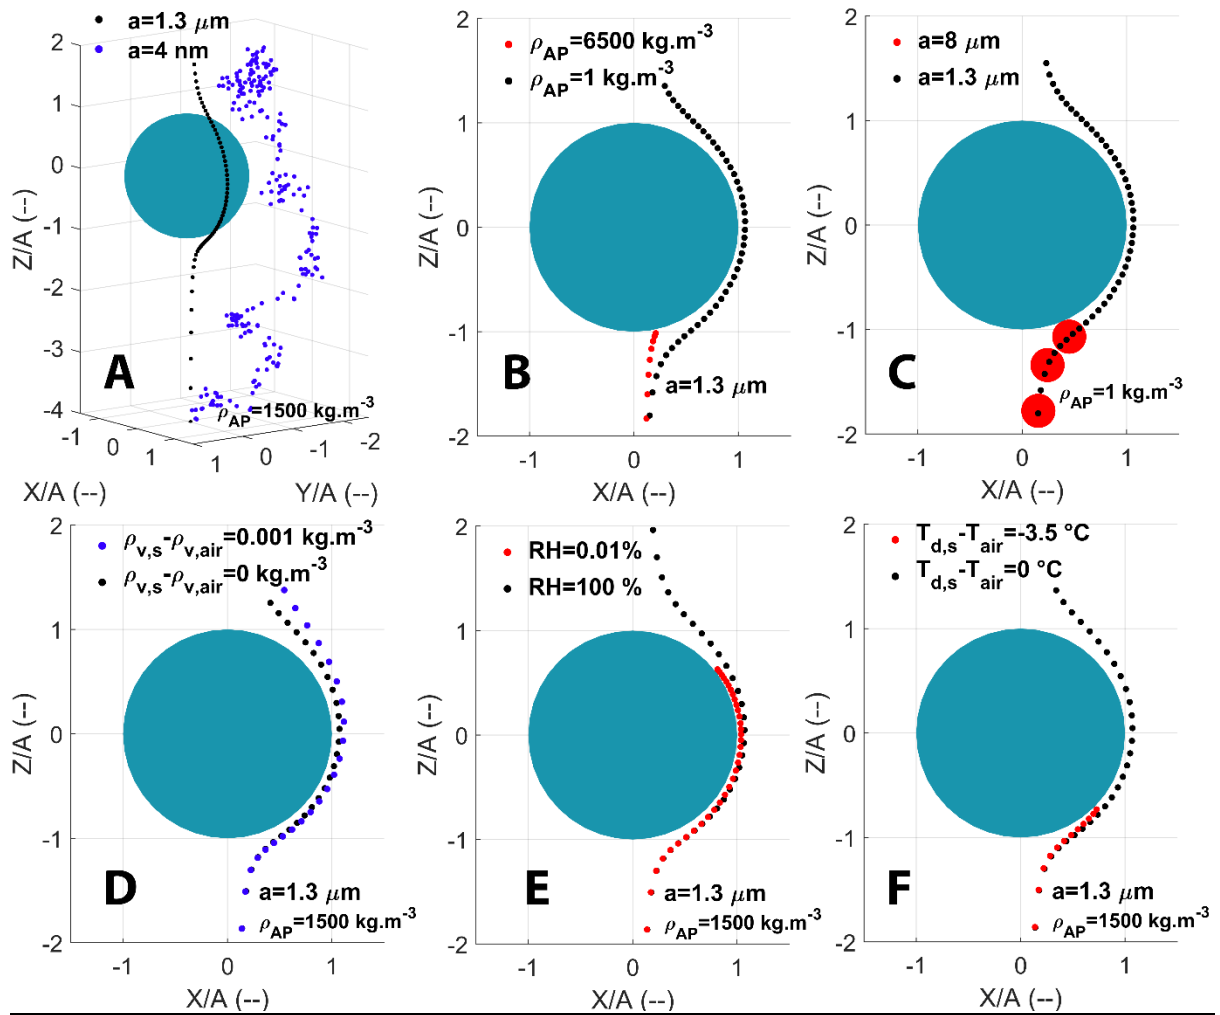 a=1.3 μm
a=4 nm
2
1
0
-1
-2
-3
-4
Z/A (--)
A
ρAP=1500 kg.m-3
-1
0
1
X/A (--)
1
0
-1
-2
Y/A (--)
ρAP=6500 kg.m-3
ρAP=1 kg.m-3
2
1
0
-1
-2
Z/A (--)
B
a=1.3 μm
-1
0
1
X/A (--)
a=8 μm
a=1.3 μm
2
1
0
-1
-2
Z/A (--)
C
ρAP=1 kg.m-3
-1
0
1
X/A (--)
ρv,s-ρv,air=0.001 kg.m-3
ρv,s-ρv,air=0 kg.m-3
2
1
0
-1
-2
Z/A (--)
D
a=1.3 μm
ρAP=1500 kg.m-3
-1
0
1
X/A (--)
RH=0.01%
RH=100 %
2
1
0
-1
-2
Z/A (--)
E
a=1.3 μm
ρAP=1500 kg.m-3
-1
0
1
X/A (--)
Td,s-Tair=-3.5 °C
Td,s-Tair=0 °C
2
1
0
-1
-2
Z/A (--)
F
a=1.3 μm
ρAP=1500 kg.m-3
-1
0
1
X/A (--)